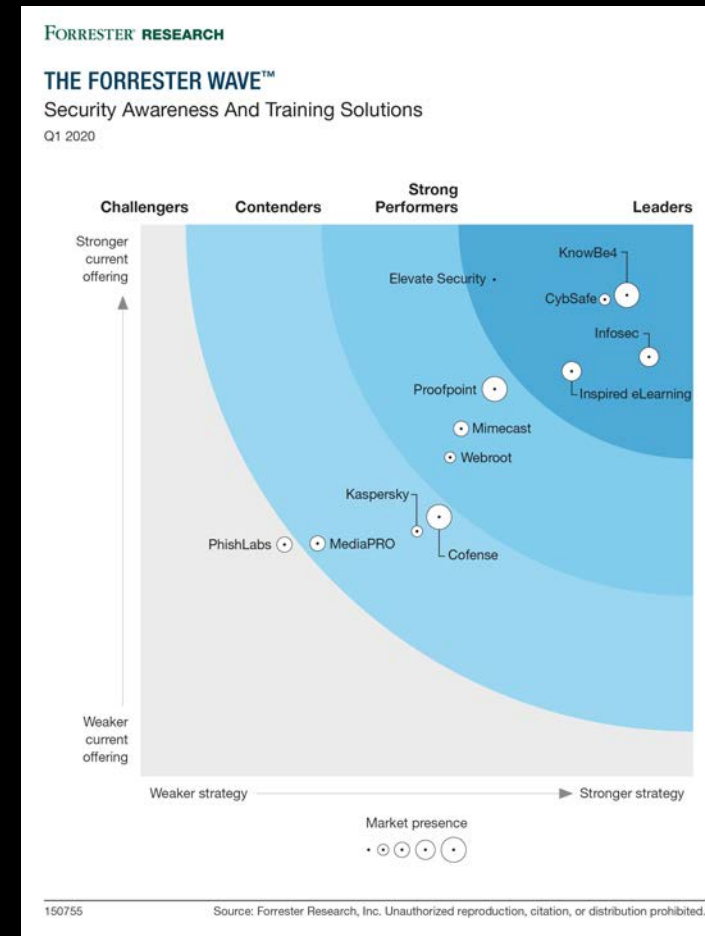 FORRESTER® RESEARCH
THE FORRESTER WAVE™
Security Awareness And Training Solutions
Q1 2020
Challengers
Contenders
Strong
Performers
Leaders
Stronger
current
offering
KnowBe4
Elevate Security
CybSafe
Infosec
Proofpoint
Inspired eLearning
Mimecast
Webroot
Kaspersky
PhishLabs
MediaPRO
Cofense
Weaker
current
offering
Weaker strategy
Stronger strategy
Market presence
150755
Source: Forrester Research, Inc. Unauthorized reproduction, citation, or distribution prohibited.